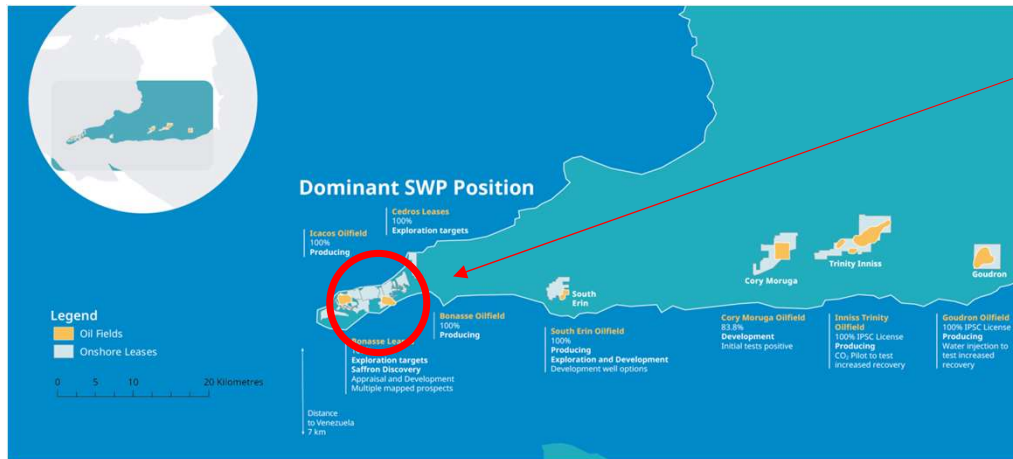 Dominant SWP Position
Cedros Leases
100%
Exploration targets
Icacos Oilfield
100%
Producing
Trinity Inniss
Cory Moruga
Goudron
South
Erin
Legend
Oil Fields
Onshore Leases
0 5 10 20 Kilometres
Bonasse Oilfield
100%
Producing
Bonasse Leases
Exploration targets
Saffron Discovery
Appraisal and Development
Multiple mapped prospects
South Erin Oilfield
100%
Producing
Exploration and Development
Development well options
Cory Moruga Oilfield
83.8%
Development
Initial tests positive
Inniss Trinity
Oilfield
100% IPSC License
Producing
CO₂ Pilot to test
increased recovery
Goudron Oilfield
100% IPSC License
Producing
Water injection to
test increased
recovery
Distance
to Venezuela
7 km